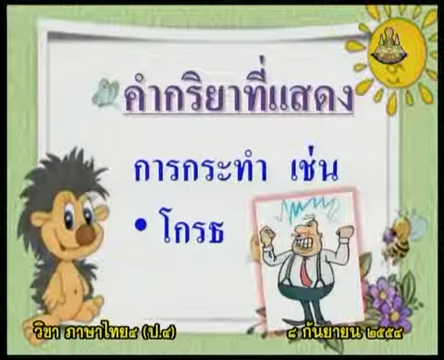 คำกริยาที่แสดง
การกระทำ เช่น
• โกรธ
วิชา ภาษาไทย๔ (ป.๔)
๘ กันยายน ๒๕๕๔